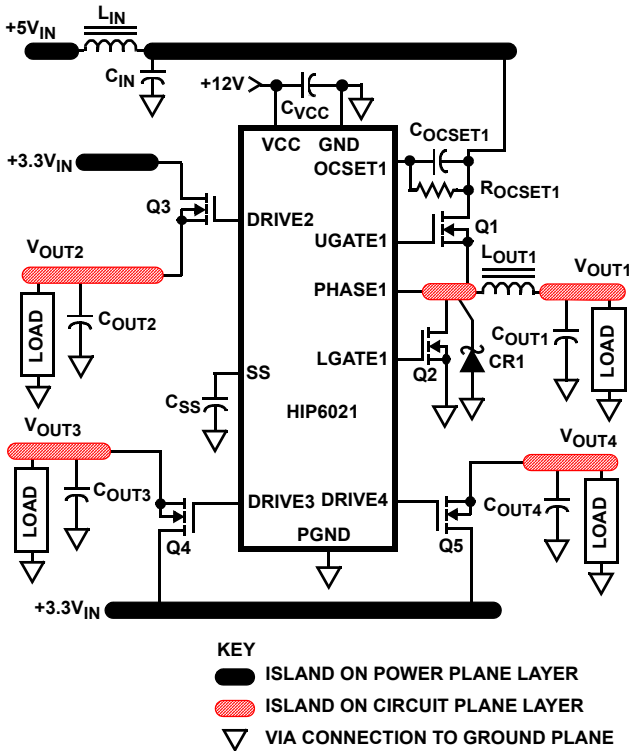 LIN
+5VIN
CIN
+12V
CVCC
VCC
GND
COCSET1
OCSET1
+3.3VIN
ROCSET1
Q3
DRIVE2
UGATE1
Q1
LOUT1
VOUT2
VOUT1
PHASE1
LOAD
COUT2
COUT1
LOAD
LGATE1
Q2
CR1
SS
CSS
HIP6021
VOUT3
VOUT4
LOAD
COUT3
DRIVE3
DRIVE4
COUT4
LOAD
Q4
PGND
Q5
+3.3VIN
KEY
ISLAND ON POWER PLANE LAYER
ISLAND ON CIRCUIT PLANE LAYER
VIA CONNECTION TO GROUND PLANE